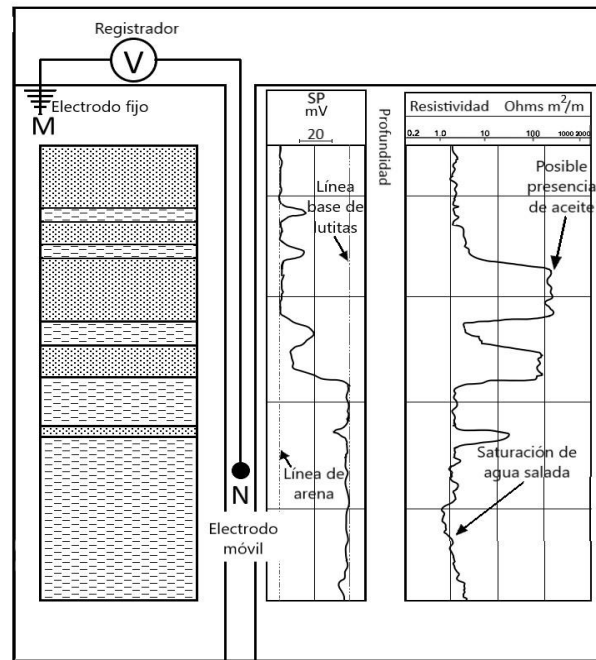 Registrador
V
Electrodo fijo
M
SP
mV
20
Profundidad
Resistividad Ohms m²/m
0.2 1.0 10 100 1000 2000
Línea
base de
lutitas
Posible
presencia
de aceite
Línea de
arena
Saturación de
agua salada
N
Electrodo
móvil